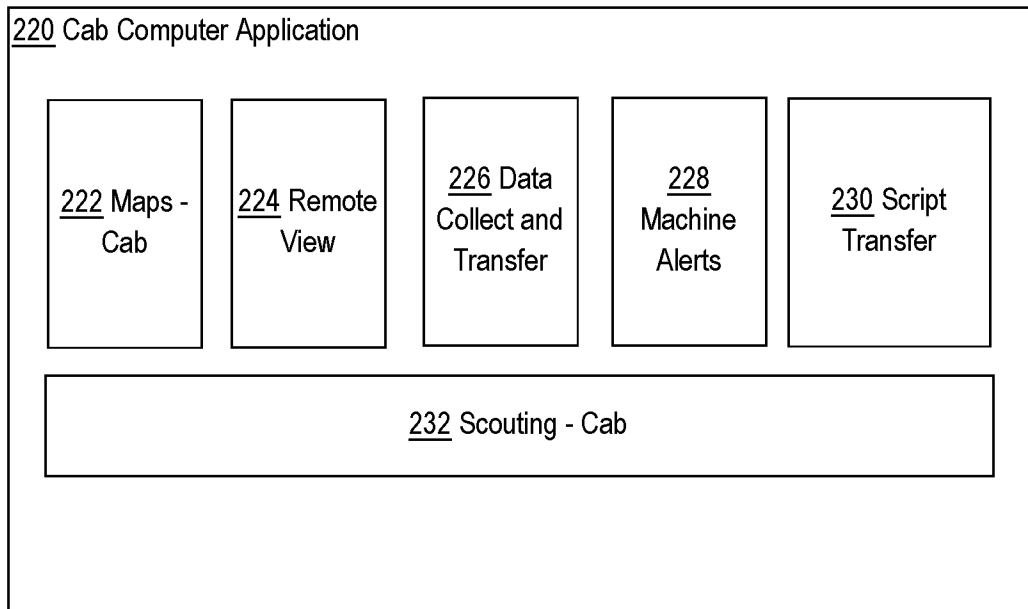 220 Cab Computer Application
222 Maps -
Cab
224 Remote
View
226 Data
Collect and
Transfer
228
Machine
Alerts
230 Script
Transfer
232 Scouting - Cab